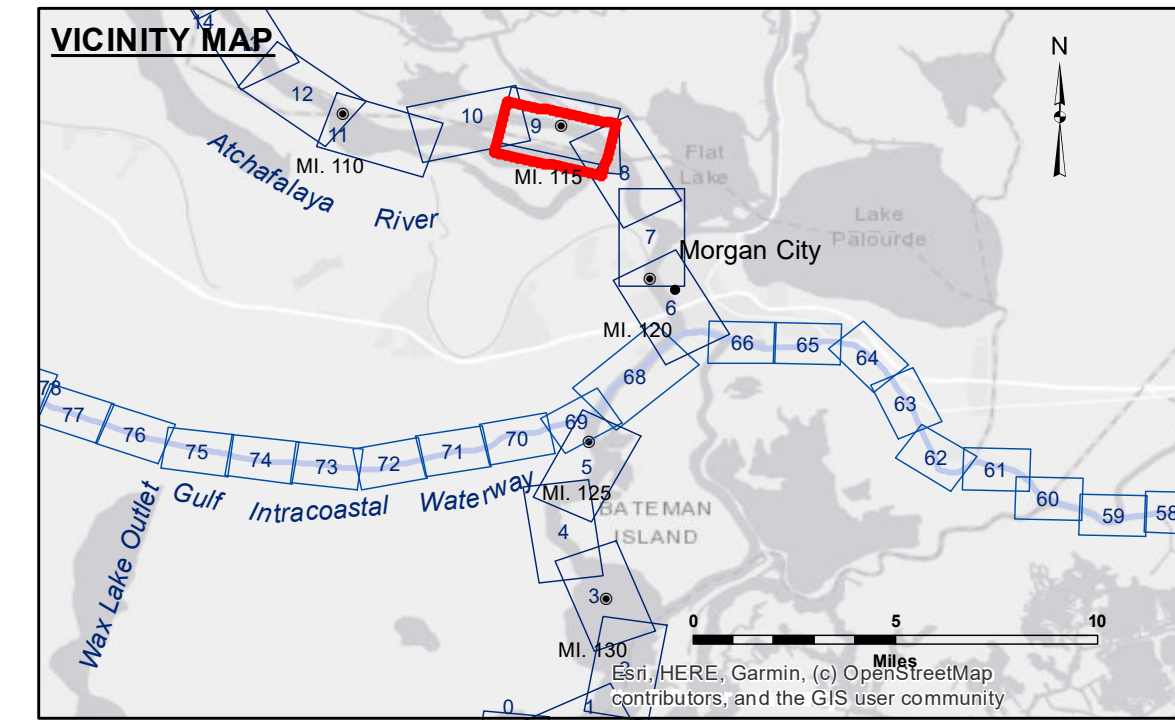 VICINITY MAP
14
13
12
11
MI. 110
10
9
MI. 115
8
7
6
MI. 120
N
Flat
Lake
Lake
Palourde
Morgan City
Atchafalaya
River
66
65
64
63
62
61
60
59
58
68
69
70
71
72
73
74
75
76
77
78
5
MI. 125
4
3
MI. 130
2
1
0
BATEMAN
ISLAND
Wax Lake Outlet
Gulf Intracoastal Waterway
0 5 10
Miles
Esri, HERE, Garmin, (c) OpenStreetMap
contributors, and the GIS user community